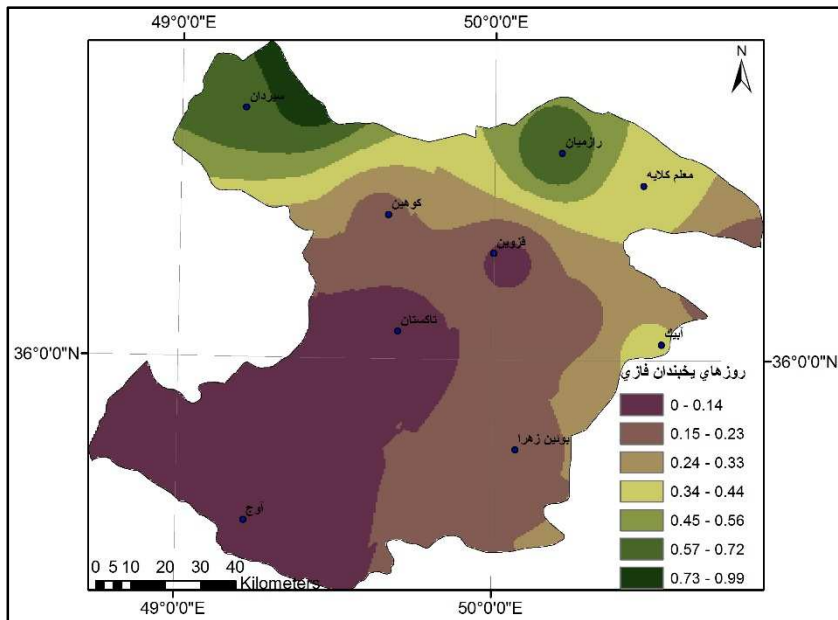 49°0'0"E 50°0'0"E
N
سیردان
رازمیان
معلم کلایه
کوهین
قزوین
تاکستان
آبیک
36°0'0"N 36°0'0"N
روزهاي يخبندان فازي
0 - 0.14
0.15 - 0.23
0.24 - 0.33
0.34 - 0.44
0.45 - 0.56
0.57 - 0.72
0.73 - 0.99
بوئین زهرا
آوج
0 5 10 20 30 40
Kilometers
49°0'0"E 50°0'0"E